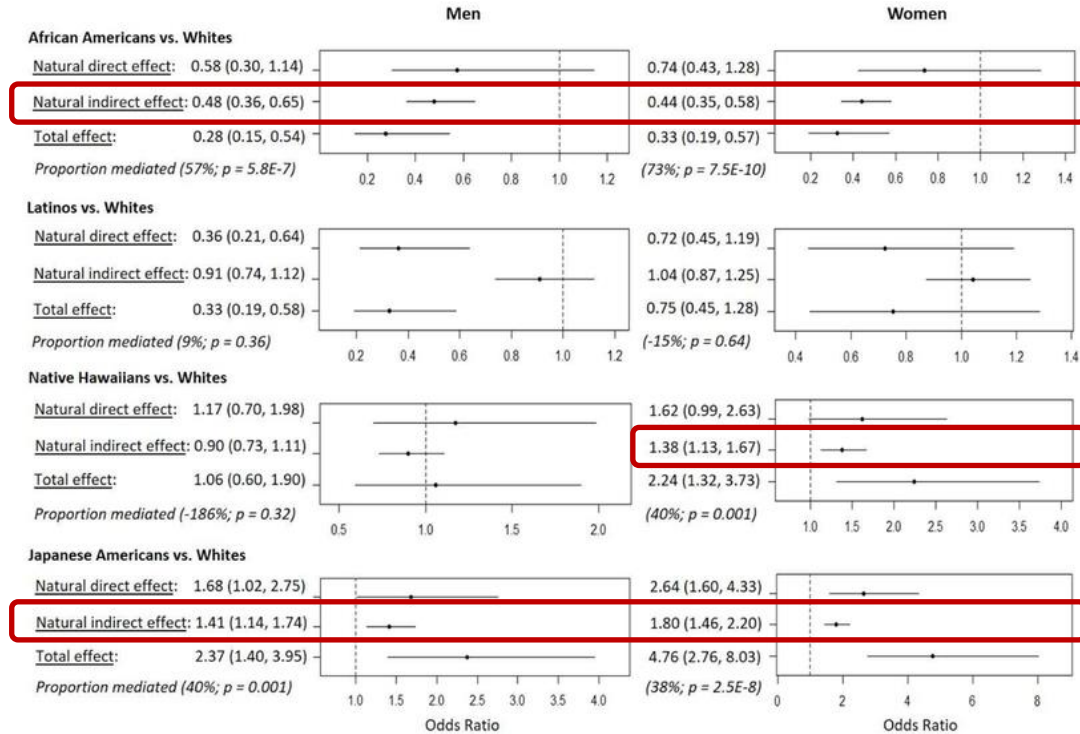 Men Women
African Americans vs. Whites
Natural direct effect: 0.58 (0.30, 1.14) 0.74 (0.43, 1.28)
Natural indirect effect: 0.48 (0.36, 0.65) 0.44 (0.35, 0.58)
Total effect: 0.28 (0.15, 0.54) 0.33 (0.19, 0.57)
Proportion mediated (57%; p = 5.8E-7) (73%; p = 7.5E-10)
0.2 0.4 0.6 0.8 1.0 1.2 0.2 0.4 0.6 0.8 1.0 1.2 1.4
Latinos vs. Whites
Natural direct effect: 0.36 (0.21, 0.64) 0.72 (0.45, 1.19)
Natural indirect effect: 0.91 (0.74, 1.12) 1.04 (0.87, 1.25)
Total effect: 0.33 (0.19, 0.58) 0.75 (0.45, 1.28)
Proportion mediated (9%; p = 0.36) (-15%; p = 0.64)
0.2 0.4 0.6 0.8 1.0 1.2 0.4 0.6 0.8 1.0 1.2 1.4
Native Hawaiians vs. Whites
Natural direct effect: 1.17 (0.70, 1.98) 1.62 (0.99, 2.63)
Natural indirect effect: 0.90 (0.73, 1.11) 1.38 (1.13, 1.67)
Total effect: 1.06 (0.60, 1.90) 2.24 (1.32, 3.73)
Proportion mediated (-186%; p = 0.32) (40%; p = 0.001)
0.5 1.0 1.5 2.0 1.0 1.5 2.0 2.5 3.0 3.5 4.0
Japanese Americans vs. Whites
Natural direct effect: 1.68 (1.02, 2.75) 2.64 (1.60, 4.33)
Natural indirect effect: 1.41 (1.14, 1.74) 1.80 (1.46, 2.20)
Total effect: 2.37 (1.40, 3.95) 4.76 (2.76, 8.03)
Proportion mediated (40%; p = 0.001) (38%; p = 2.5E-8)
1.0 1.5 2.0 2.5 3.0 3.5 4.0 0 2 4 6 8
Odds Ratio Odds Ratio